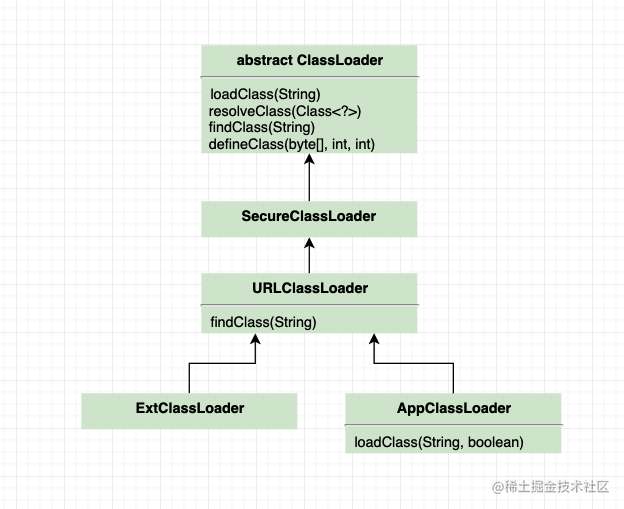 abstract ClassLoader
loadClass(String)
resolveClass(Class<?>)
findClass(String)
defineClass(byte[], int, int)
SecureClassLoader
URLClassLoader
findClass(String)
ExtClassLoader
AppClassLoader
loadClass(String, boolean)
@稀土掘金技术社区